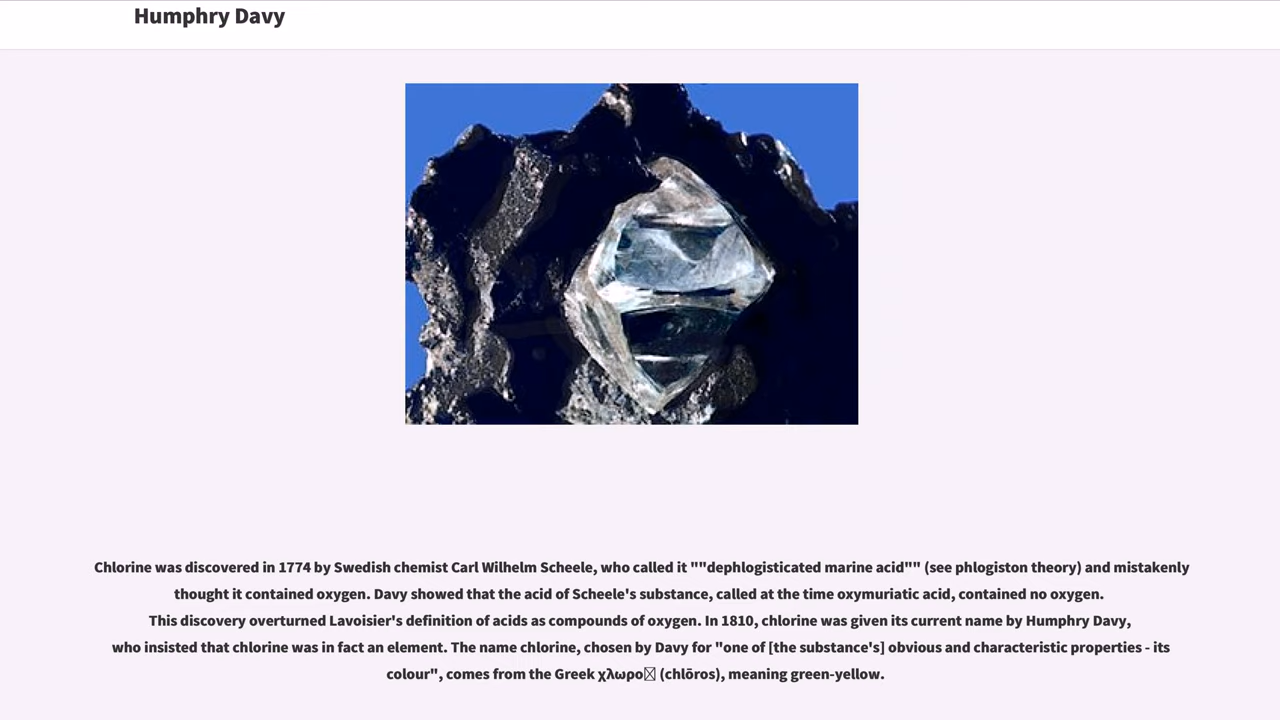 Humphry Davy
Chlorine was discovered in 1774 by Swedish chemist Carl Wilhelm Scheele, who called it ""dephlogisticated marine acid"" (see phlogiston theory) and mistakenly
thought it contained oxygen. Davy showed that the acid of Scheele's substance, called at the time oxymuriatic acid, contained no oxygen.
This discovery overturned Lavoisier's definition of acids as compounds of oxygen. In 1810, chlorine was given its current name by Humphry Davy,
who insisted that chlorine was in fact an element. The name chlorine, chosen by Davy for "one of [the substance's] obvious and characteristic properties - its
colour", comes from the Greek χλωρο (chlōros), meaning green-yellow.